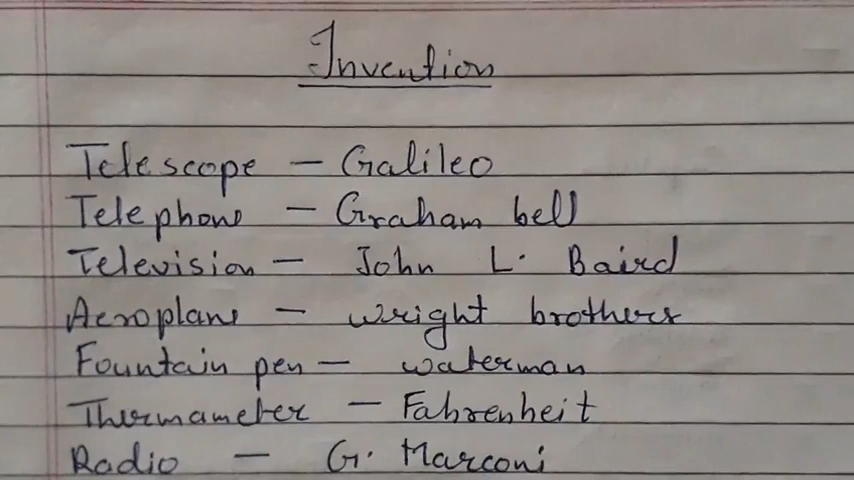 Invention
Telescope - Galileo
Telephone - Graham bell
Television - John L. Baird
Aeroplane - wright brothers
Fountain pen - waterman
Thermameter - Fahrenheit
Radio - G. Marconi